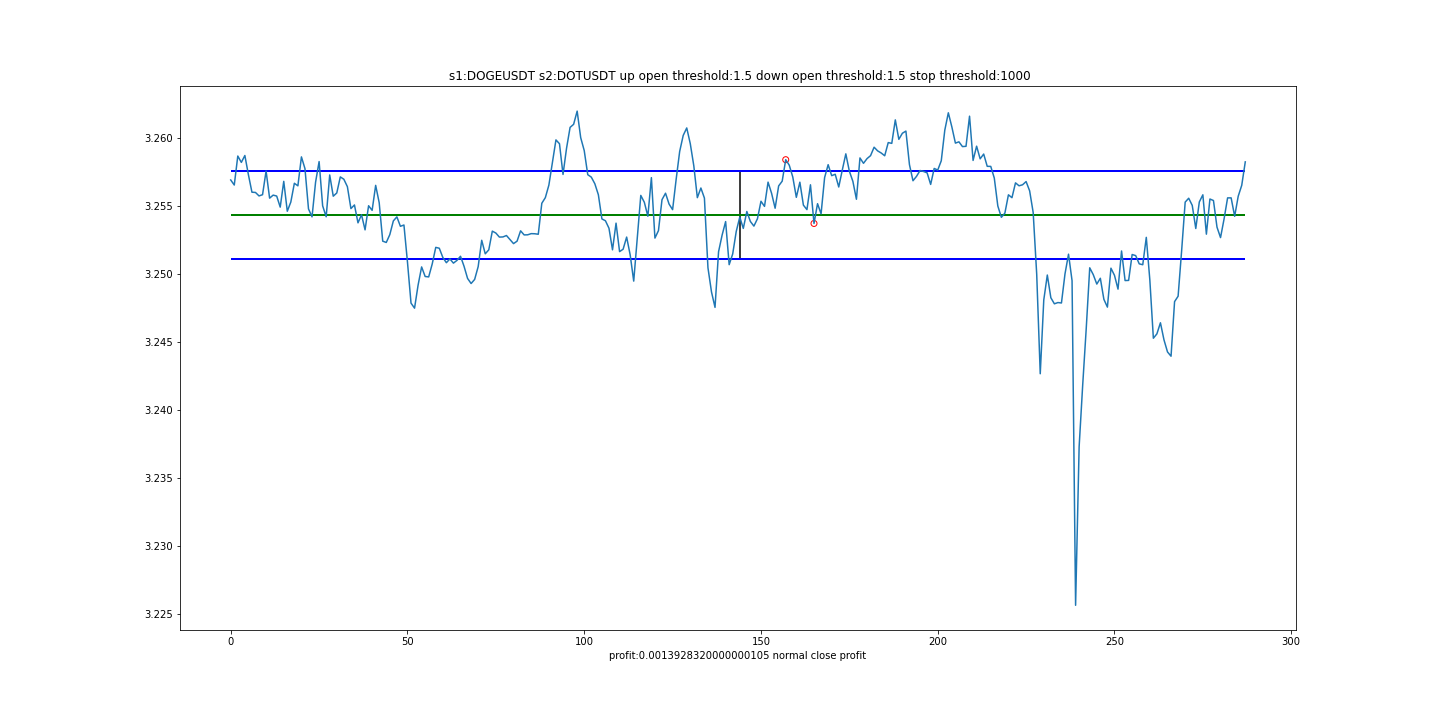 s1:DOGEUSDT s2:DOTUSDT up open threshold:1.5 down open threshold:1.5 stop threshold:1000
3.260
3.255
3.250
3.245
3.240
3.235
3.230
3.225
0 50 100 150 200 250 300
profit:0.0013928320000000105 normal close profit